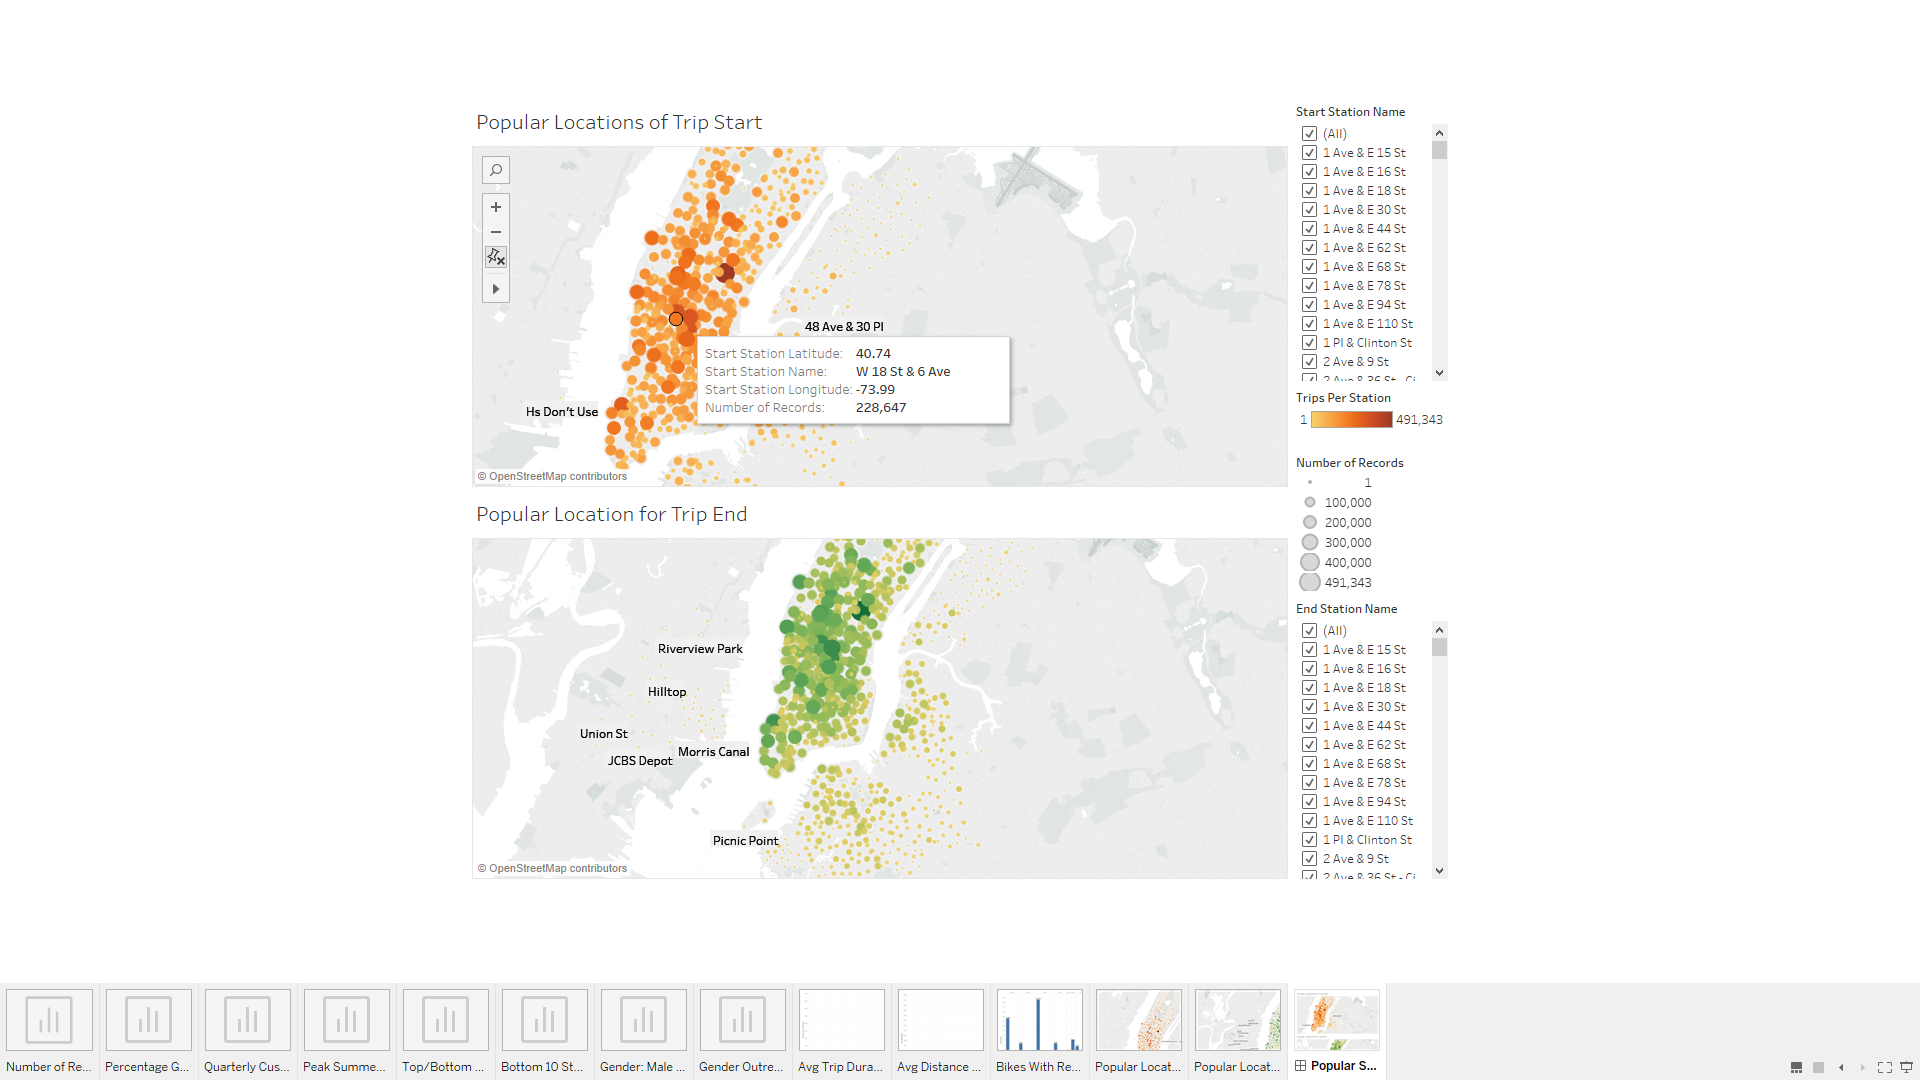 Popular Locations of Trip Start
48 Ave & 30 Pl
Start Station Latitude: 40.74
Start Station Name: W 18 St & 6 Ave
Start Station Longitude: -73.99
Number of Records: 228,647
Hs Don't Use
© OpenStreetMap contributors
Popular Location for Trip End
Riverview Park
Hilltop
Union St
Morris Canal
JCBS Depot
Picnic Point
© OpenStreetMap contributors
Start Station Name
(All)
1 Ave & E 15 St
1 Ave & E 16 St
1 Ave & E 18 St
1 Ave & E 30 St
1 Ave & E 44 St
1 Ave & E 62 St
1 Ave & E 68 St
1 Ave & E 78 St
1 Ave & E 94 St
1 Ave & E 110 St
1 Pl & Clinton St
2 Ave & 9 St
2 Ave & 36 St - Ci
Trips Per Station
1 491,343
Number of Records
1
100,000
200,000
300,000
400,000
491,343
End Station Name
(All)
1 Ave & E 15 St
1 Ave & E 16 St
1 Ave & E 18 St
1 Ave & E 30 St
1 Ave & E 44 St
1 Ave & E 62 St
1 Ave & E 68 St
1 Ave & E 78 St
1 Ave & E 94 St
1 Ave & E 110 St
1 Pl & Clinton St
2 Ave & 9 St
2 Ave & 36 St - Ci
Number of Re... Percentage G... Quarterly Cus... Peak Summe... Top/Bottom ... Bottom 10 St... Gender: Male ... Gender Outre... Avg Trip Dura... Avg Distance ... Bikes With Re... Popular Locat... Popular Locat... Popular S...